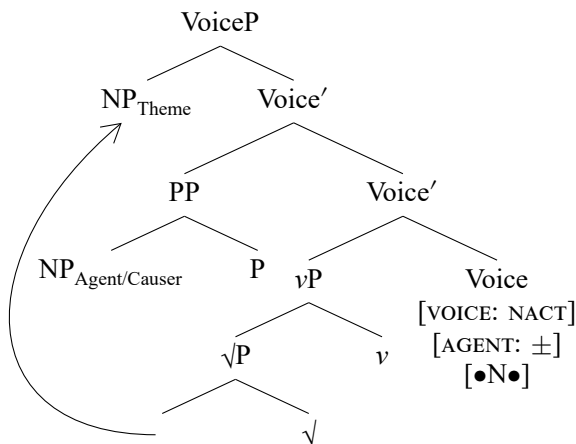 VoiceP
NP_Theme Voice′
PP Voice′
NP_Agent/Causer P vP Voice
[VOICE: NACT]
√P v [AGENT: ±]
[•N•]
√